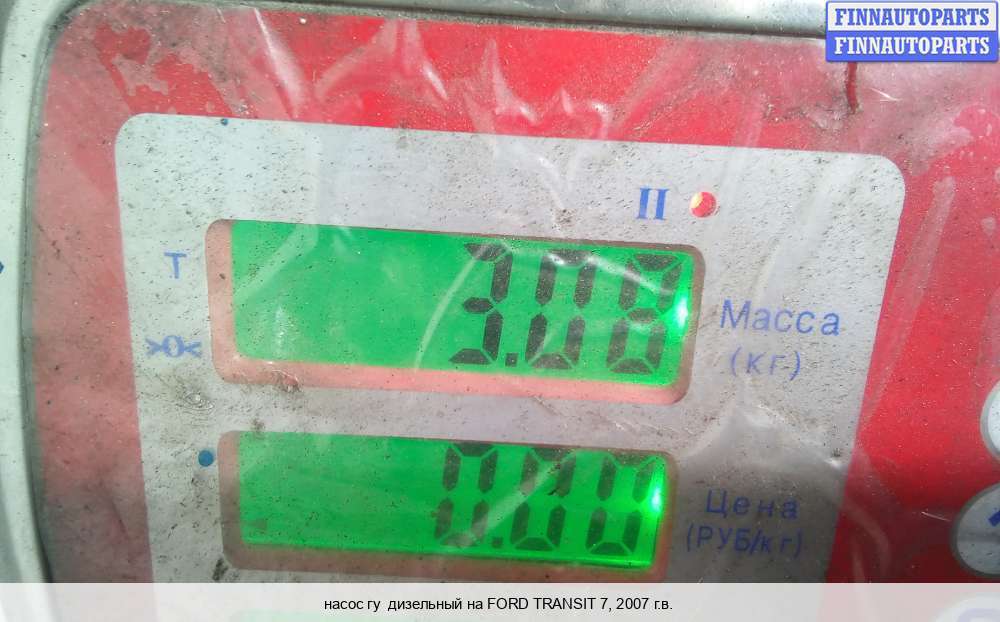 FINNAUTOPARTS
FINNAUTOPARTS
II
T
3.08
Масса
(кг)
>0<
0.00
Цена
(РУБ/кг)
насос гу дизельный на FORD TRANSIT 7, 2007 г.в.